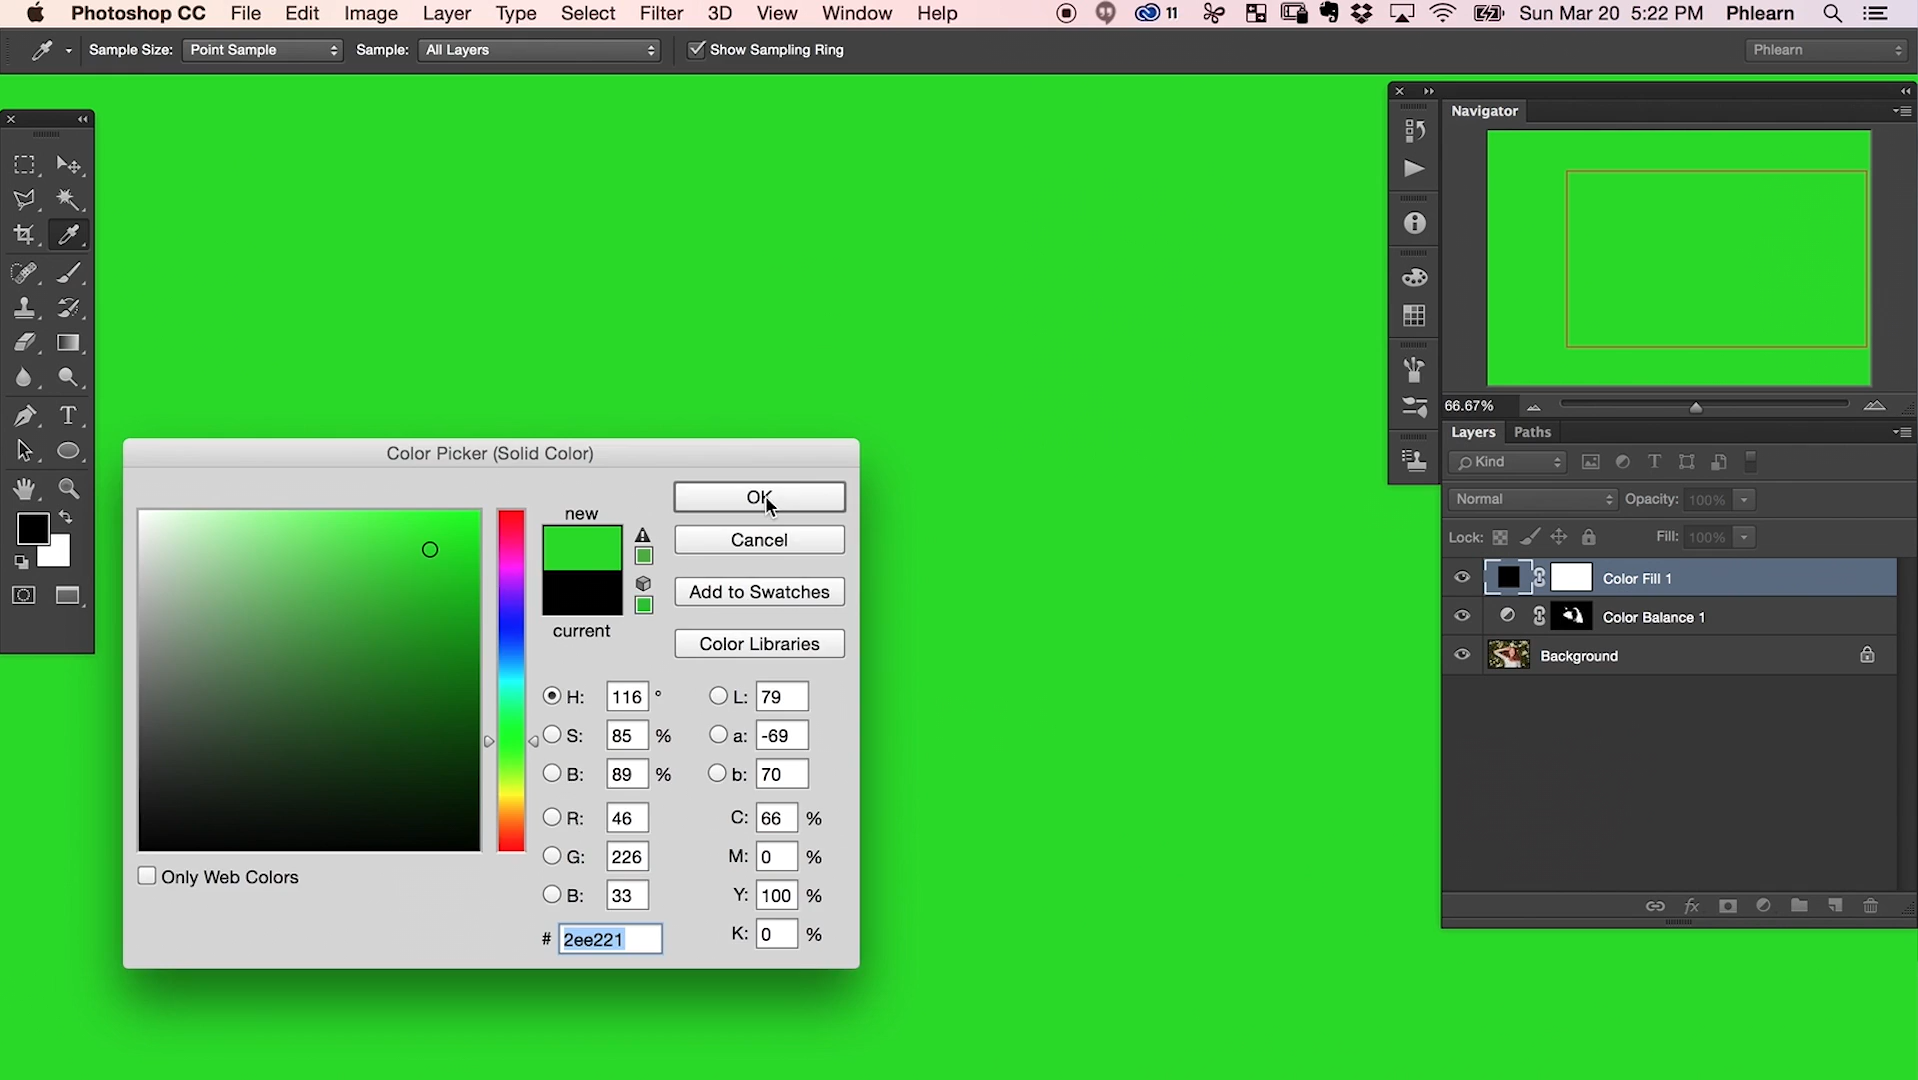 Photoshop CC File Edit Image Layer Type Select Filter 3D View Window Help 11 Sun Mar 20 5:22 PM Phlearn
Sample Size: Point Sample Sample: All Layers Show Sampling Ring Phlearn
Navigator
66.67%
Layers Paths
Kind
Normal Opacity: 100%
Lock: Fill: 100%
Color Fill 1
Color Balance 1
Background
Color Picker (Solid Color)
new
current
OK
Cancel
Add to Swatches
Color Libraries
H: 116 ° L: 79
S: 85 % a: -69
B: 89 % b: 70
R: 46 C: 66 %
G: 226 M: 0 %
B: 33 Y: 100 %
# 2ee221 K: 0 %
Only Web Colors